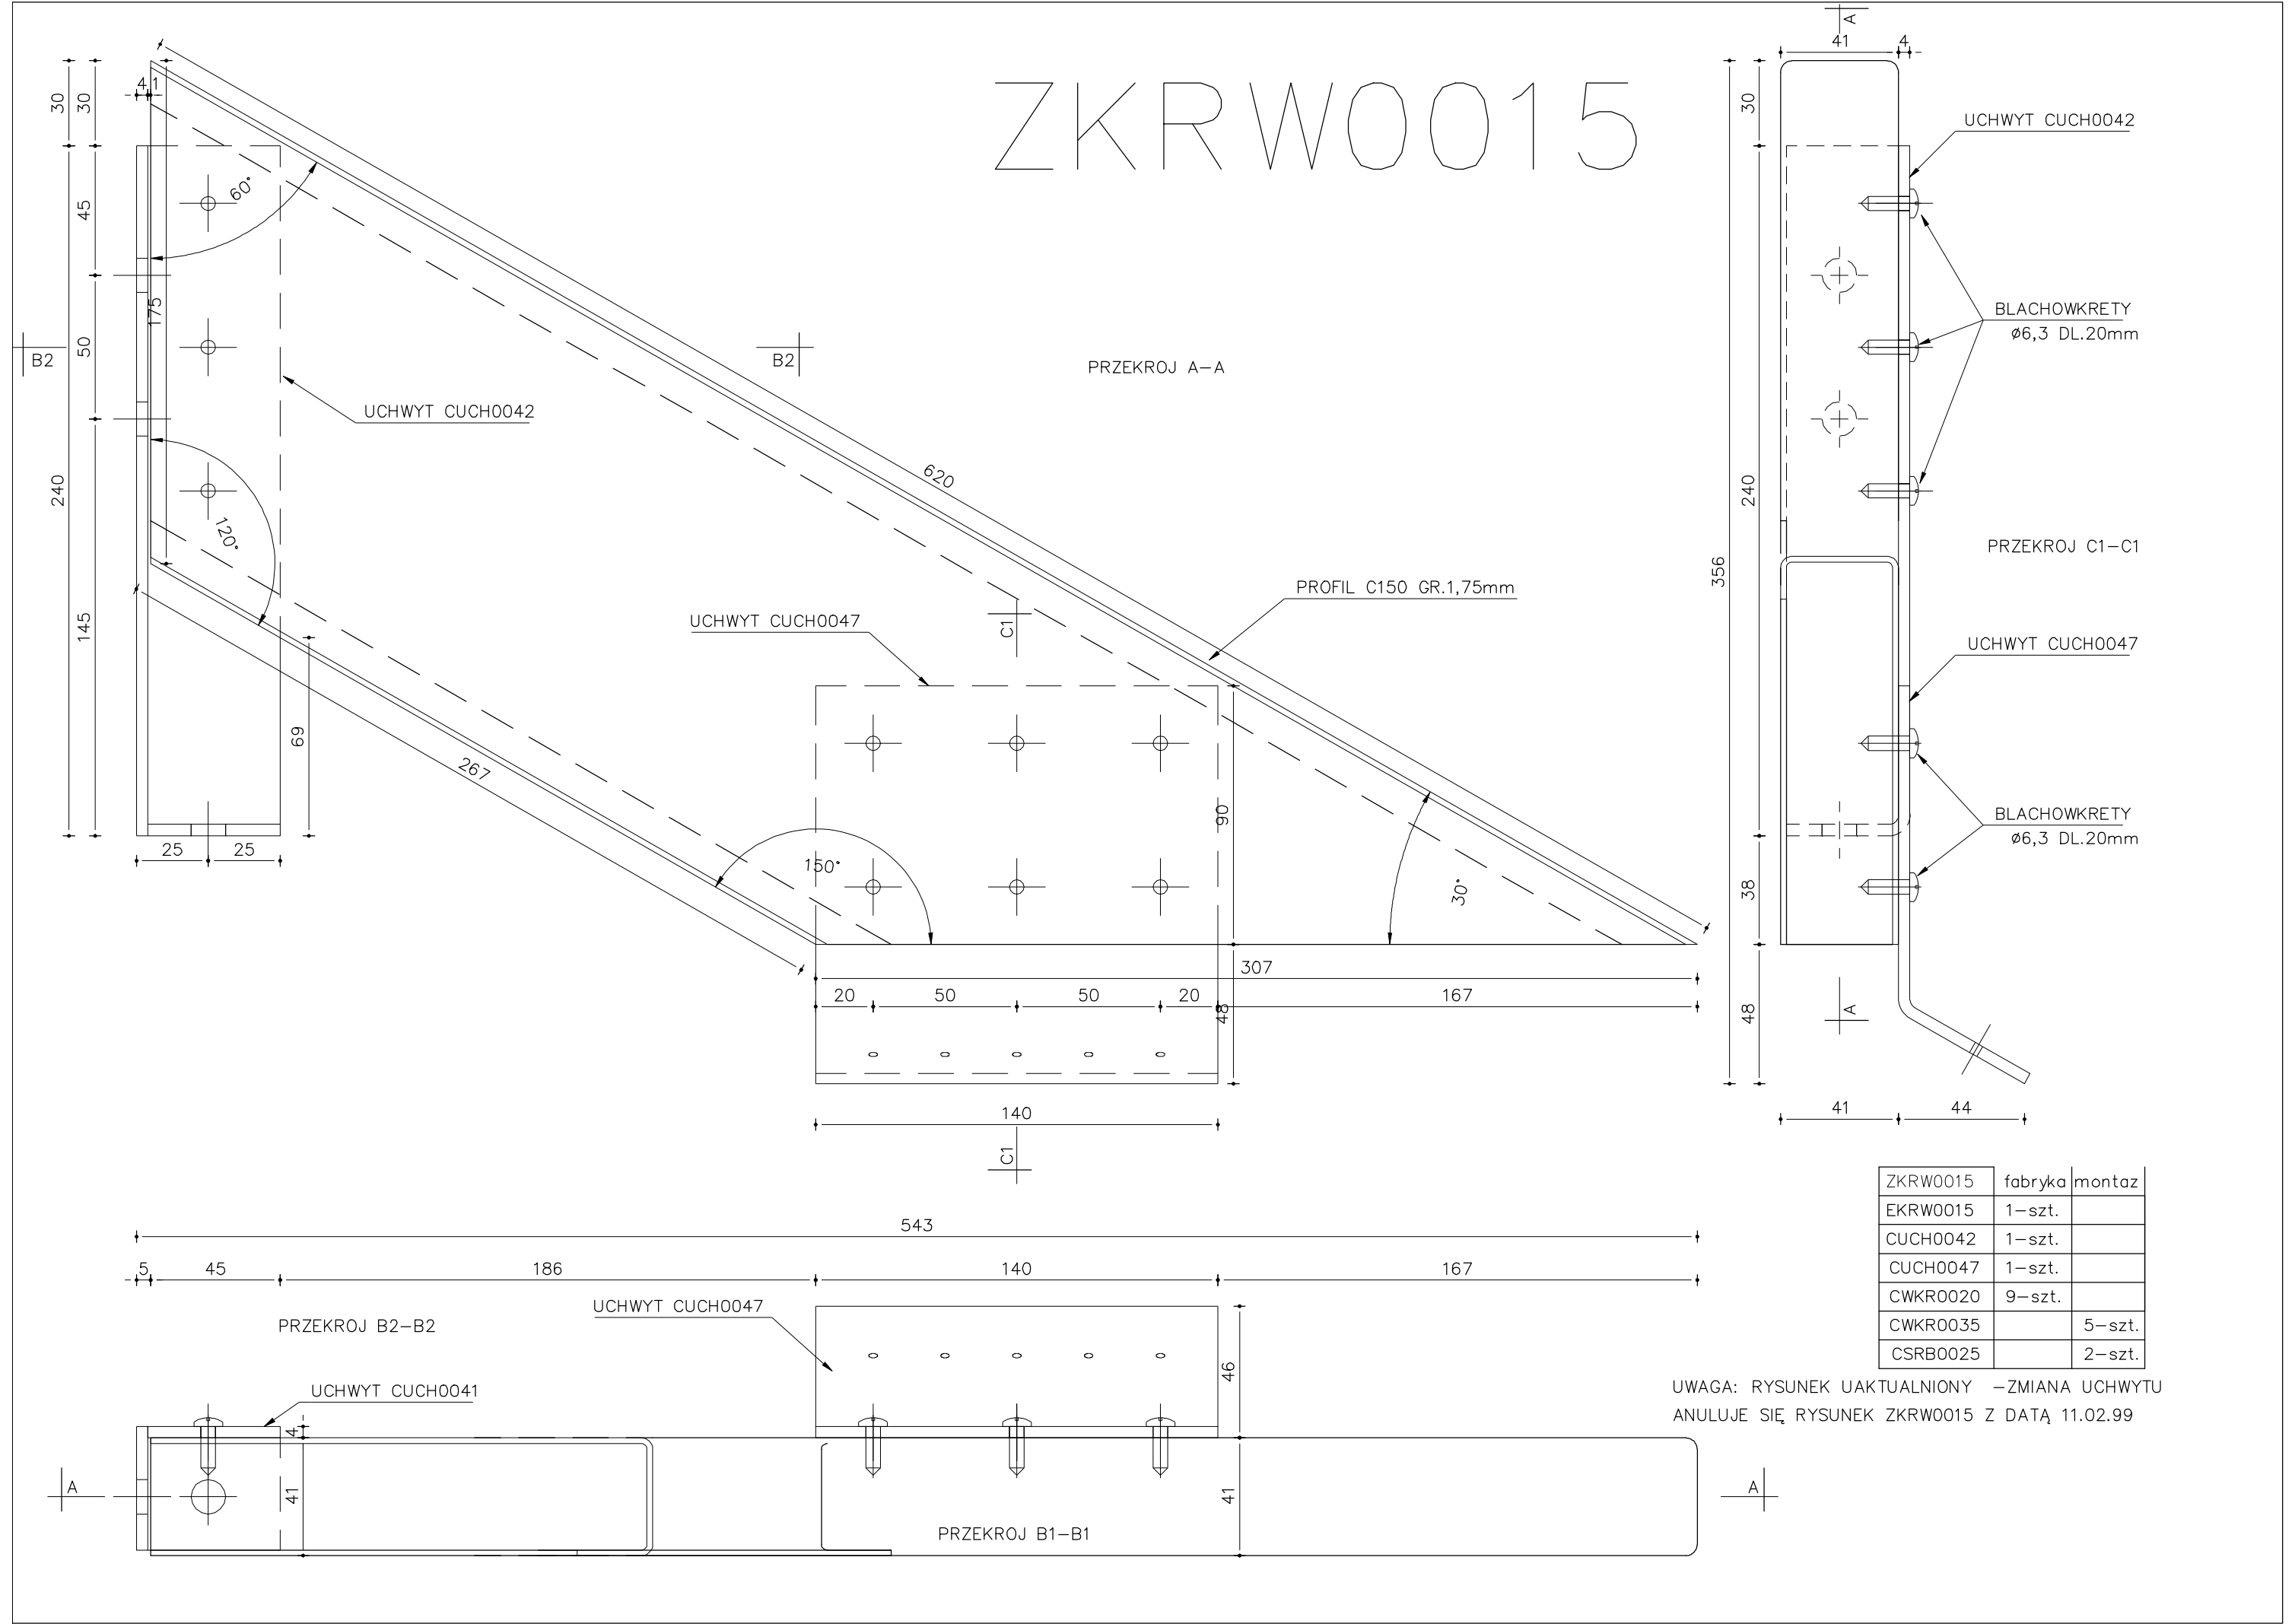 ZKRW0015
A
41
4
30
30
4
1
30
UCHWYT CUCH0042
60°
45
175
50
B2
B2
PRZEKROJ A-A
BLACHOWKRETY
ø6,3 DL.20mm
UCHWYT CUCH0042
240
620
240
120°
PRZEKROJ C1-C1
356
PROFIL C150 GR.1,75mm
145
UCHWYT CUCH0047
C1
UCHWYT CUCH0047
69
267
90
BLACHOWKRETY
ø6,3 DL.20mm
25
25
150°
30°
38
307
20
50
50
20
167
48
48
A
140
41
44
C1
ZKRW0015 fabryka montaz
EKRW0015 1-szt.
CUCH0042 1-szt.
CUCH0047 1-szt.
CWKR0020 9-szt.
CWKR0035 5-szt.
CSRB0025 2-szt.
543
5
45
186
140
167
UCHWYT CUCH0047
PRZEKROJ B2-B2
46
UCHWYT CUCH0041
UWAGA: RYSUNEK UAKTUALNIONY -ZMIANA UCHWYTU
ANULUJE SIĘ RYSUNEK ZKRW0015 Z DATĄ 11.02.99
4
A
41
41
A
PRZEKROJ B1-B1